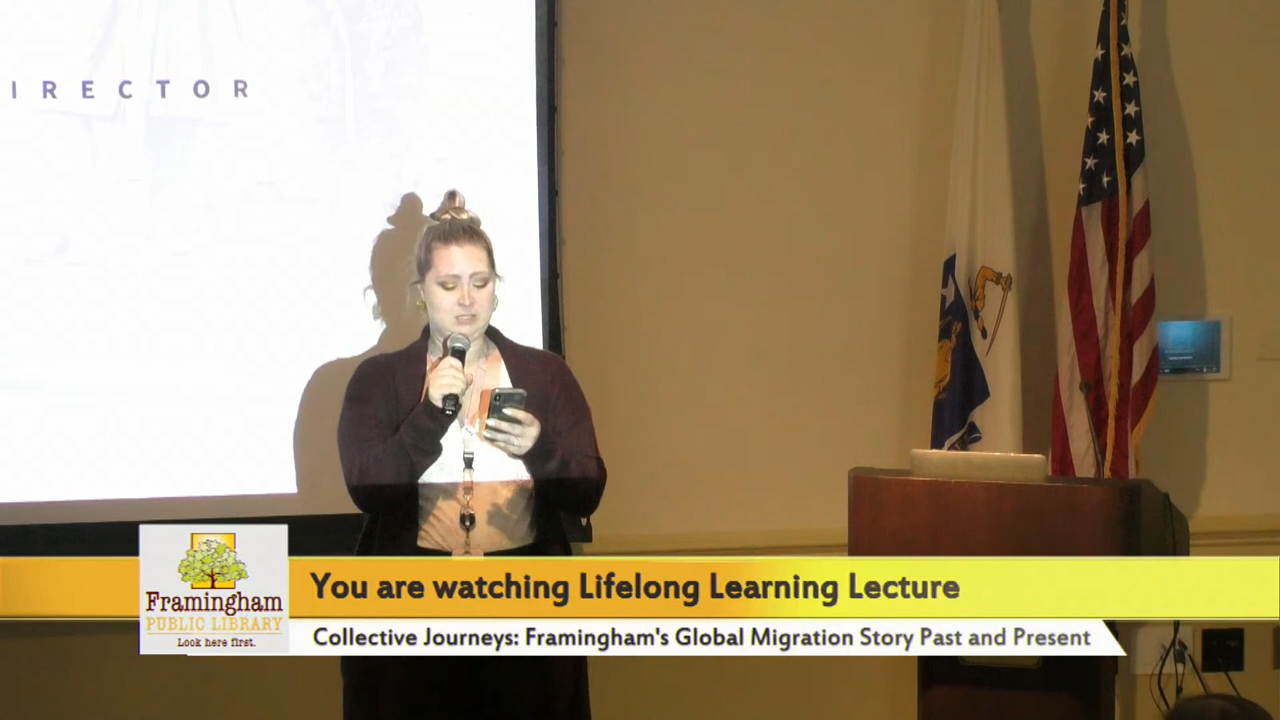 IRECTOR
You are watching Lifelong Learning Lecture
Framingham
PUBLIC LIBRARY
Look here first.
Collective Journeys: Framingham's Global Migration Story Past and Present